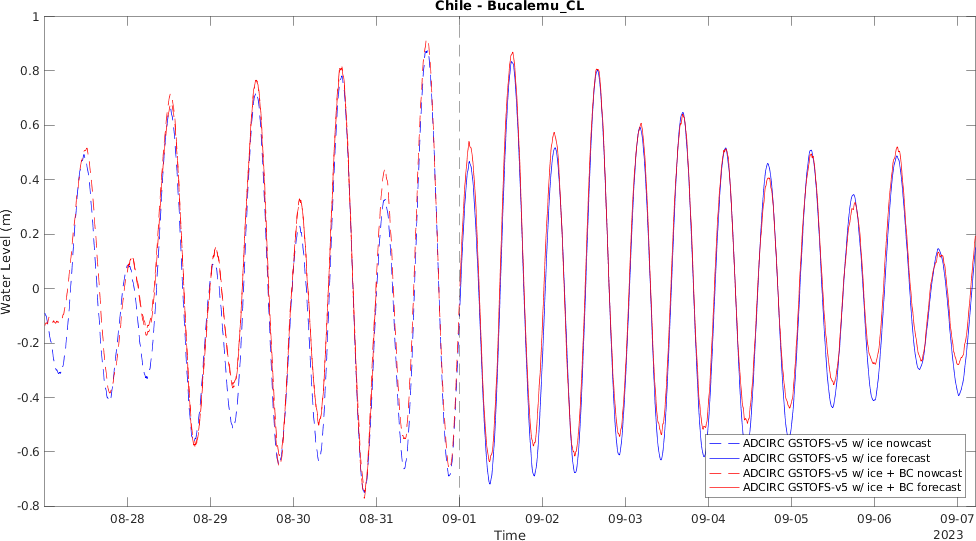 Chile - Bucalemu_CL
1
0.8
0.6
0.4
0.2
0
-0.2
-0.4
-0.6
-0.8
Water Level (m)
ADCIRC GSTOFS-v5 w/ ice nowcast
ADCIRC GSTOFS-v5 w/ ice forecast
ADCIRC GSTOFS-v5 w/ ice + BC nowcast
ADCIRC GSTOFS-v5 w/ ice + BC forecast
08-28 08-29 08-30 08-31 09-01 09-02 09-03 09-04 09-05 09-06 09-07
Time
2023